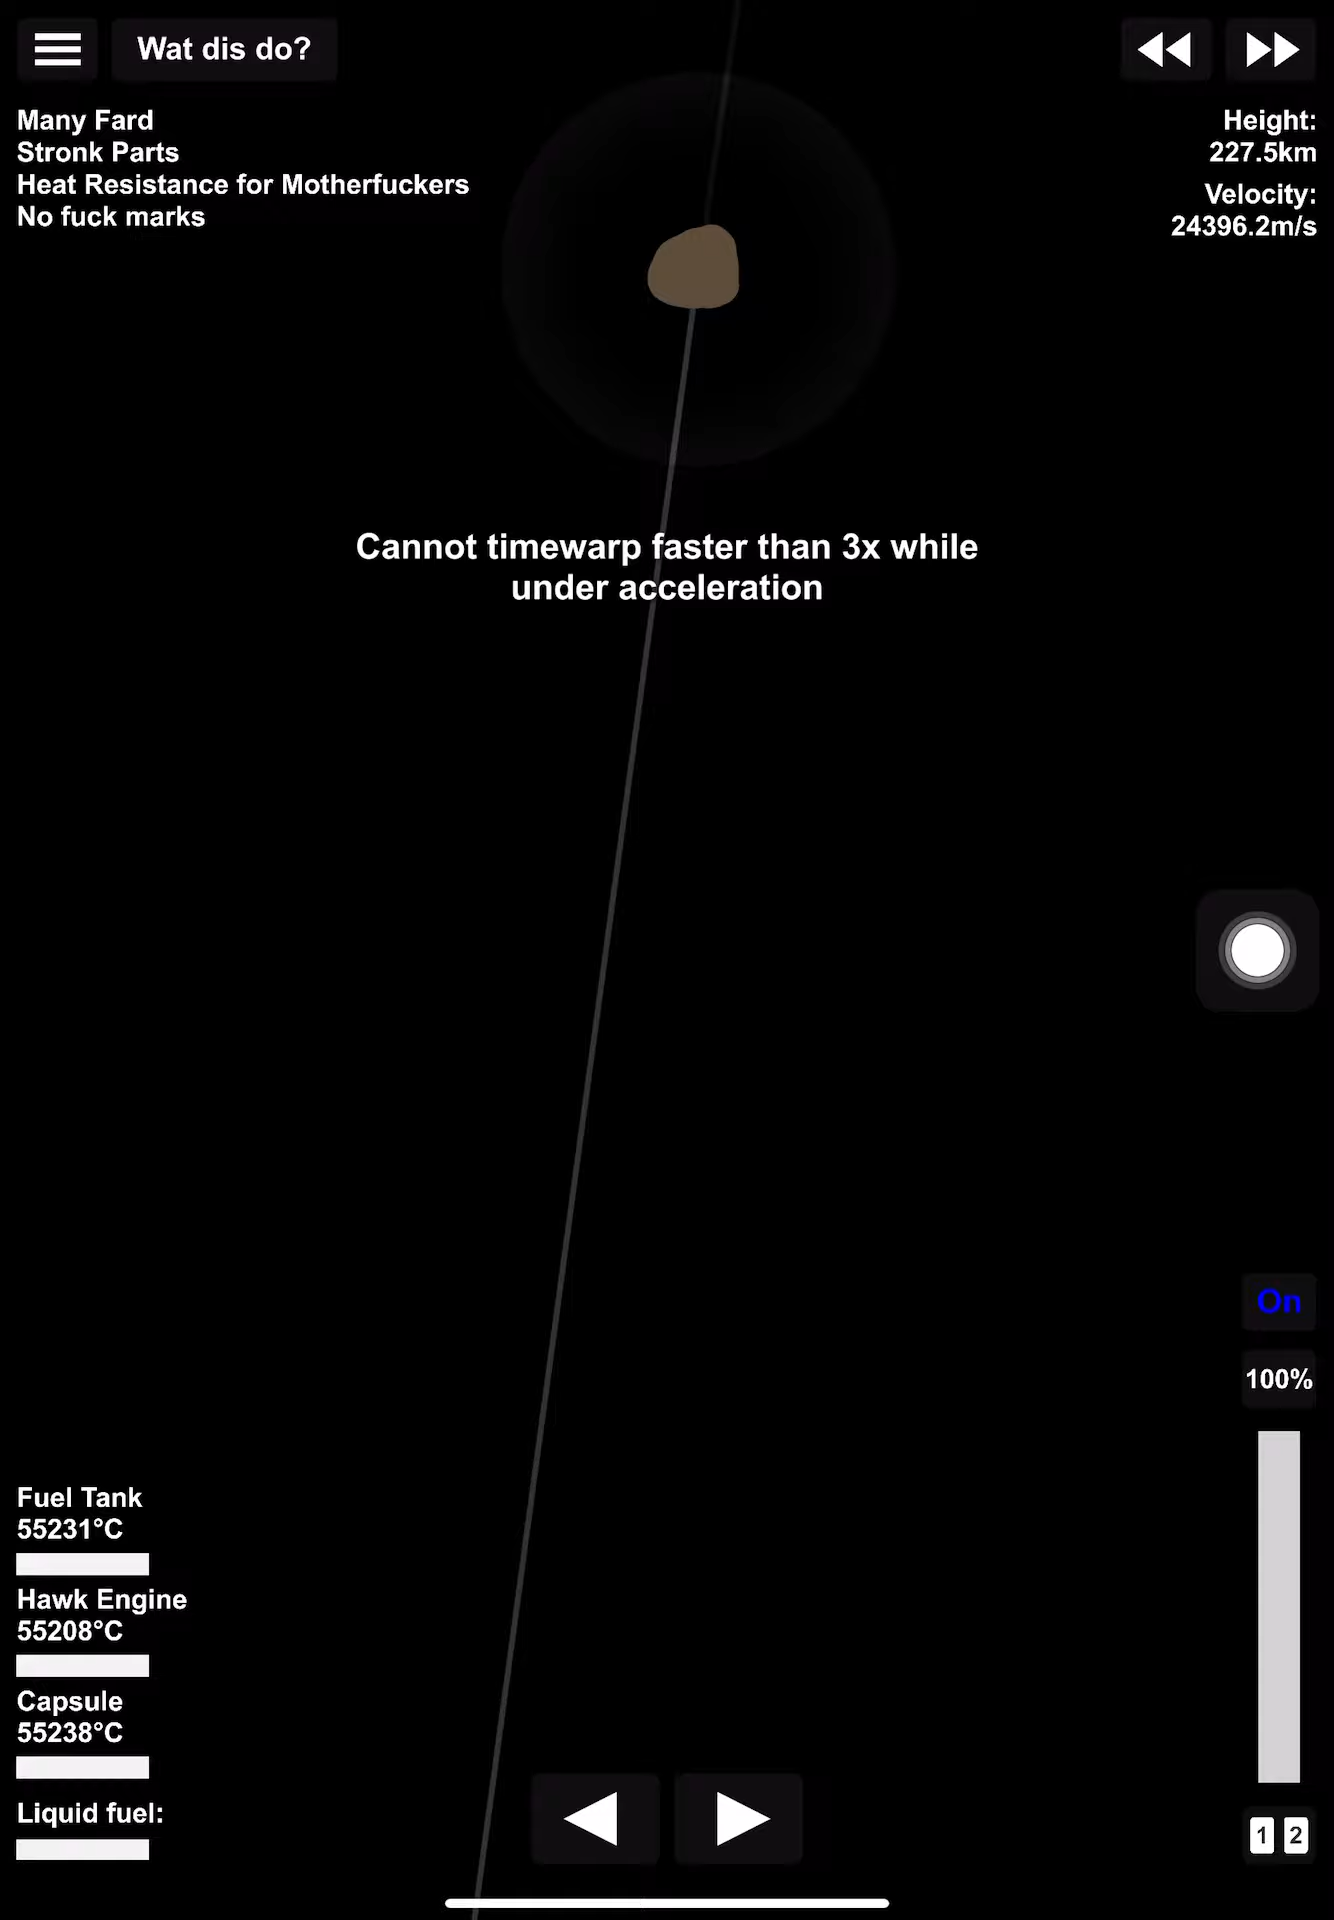 Wat dis do?
Many Fard
Stronk Parts
Heat Resistance for Motherfuckers
No fuck marks
Height:
227.5km
Velocity:
24396.2m/s
Cannot timewarp faster than 3x while
under acceleration
On
100%
Fuel Tank
55231°C
Hawk Engine
55208°C
Capsule
55238°C
Liquid fuel:
1 2